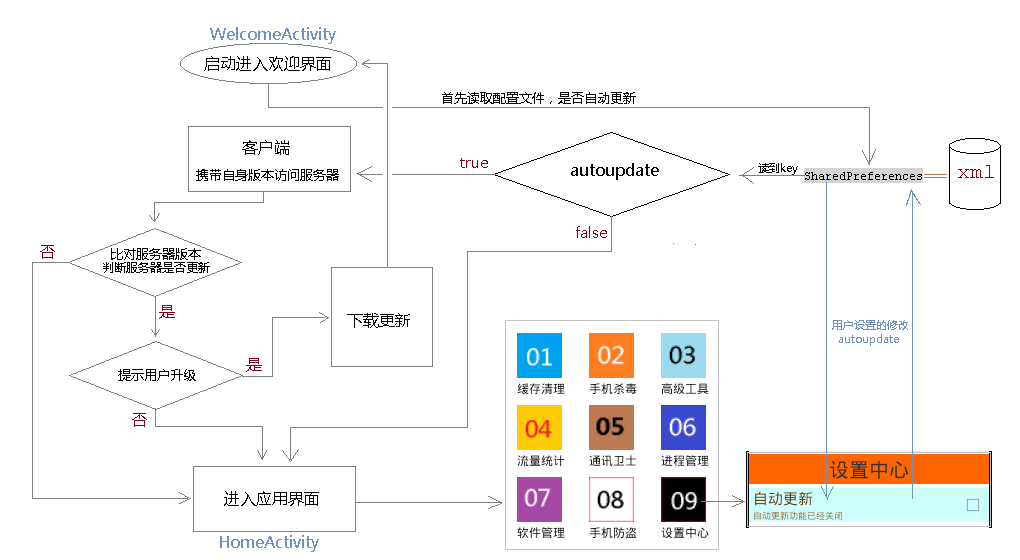 WelcomeActivity
启动进入欢迎界面
首先读取配置文件，是否自动更新
客户端
携带自身版本访问服务器
true
autoupdate
读到key
SharedPreferences
xml
false
否
比对服务器版本
判断服务器是否更新
是
下载更新
用户设置的修改
autoupdate
提示用户升级
是
否
01
02
03
缓存清理
手机杀毒
高级工具
04
05
06
流量统计
通讯卫士
进程管理
07
08
09
软件管理
手机防盗
设置中心
设置中心
自动更新
自动更新功能已经关闭
进入应用界面
HomeActivity